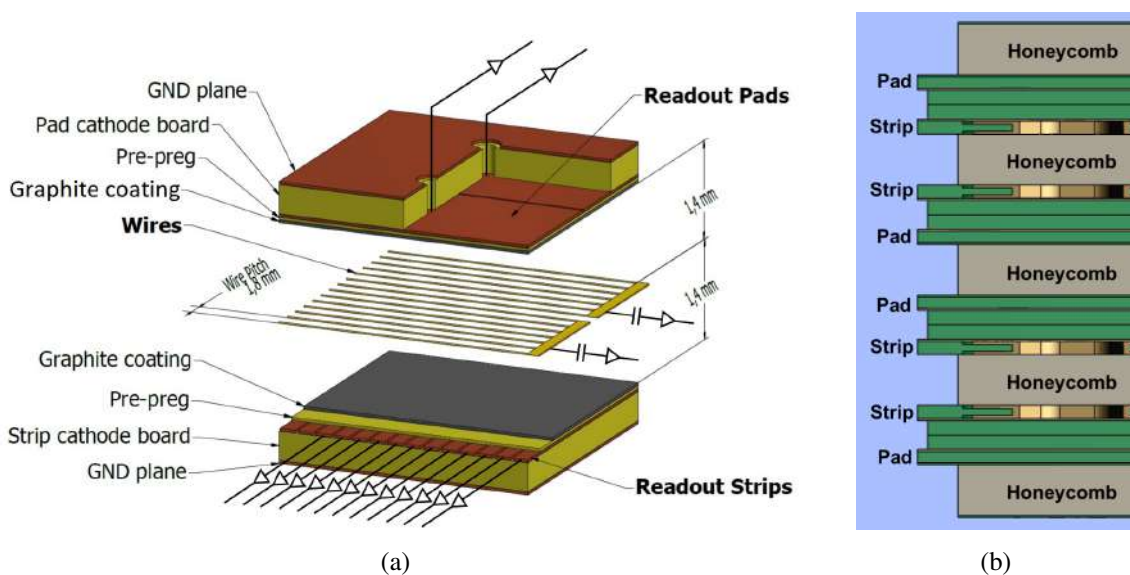 GND plane
Pad cathode board
Pre-preg
Graphite coating
Wires
Readout Pads
1,4 mm
Wire Pitch
1,8 mm
1,4 mm
Graphite coating
Pre-preg
Strip cathode board
GND plane
Readout Strips
(a)
Honeycomb
Pad
Strip
Honeycomb
Strip
Pad
Honeycomb
Pad
Strip
Honeycomb
Strip
Pad
Honeycomb
(b)